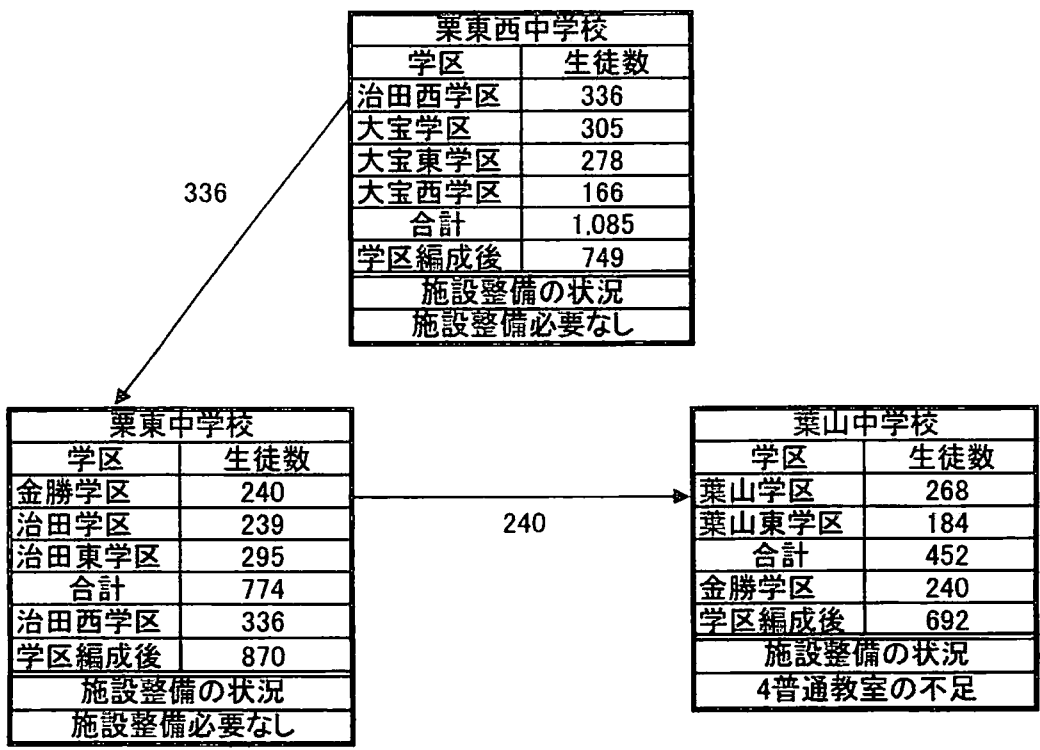 栗東西中学校
学区 生徒数
治田西学区 336
大宝学区 305
大宝東学区 278
大宝西学区 166
合計 1,085
学区編成後 749
施設整備の状況
施設整備必要なし
336
栗東中学校
学区 生徒数
金勝学区 240
治田学区 239
治田東学区 295
合計 774
治田西学区 336
学区編成後 870
施設整備の状況
施設整備必要なし
240
葉山中学校
学区 生徒数
葉山学区 268
葉山東学区 184
合計 452
金勝学区 240
学区編成後 692
施設整備の状況
4普通教室の不足